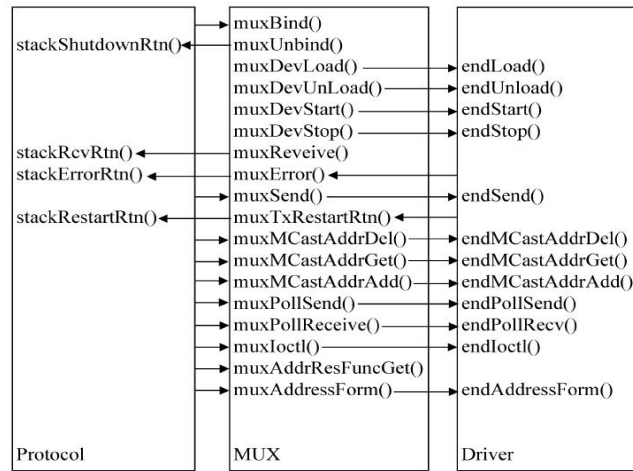 muxBind()
stackShutdownRtn() muxUnbind()
muxDevLoad() endLoad()
muxDevUnLoad() endUnload()
muxDevStart() endStart()
muxDevStop() endStop()
stackRcvRtn() muxReveive()
stackErrorRtn() muxError()
muxSend() endSend()
stackRestartRtn() muxTxRestartRtn()
muxMCastAddrDel() endMCastAddrDel()
muxMCastAddrGet() endMCastAddrGet()
muxMCastAddrAdd() endMCastAddrAdd()
muxPollSend() endPollSend()
muxPollReceive() endPollRecv()
muxIoctl() endIoctl()
muxAddrResFuncGet()
muxAddressForm() endAddressForm()
Protocol MUX Driver